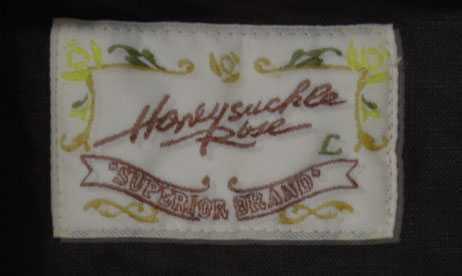 Honeysuckle
Rose
L
"SUPERIOR BRAND"